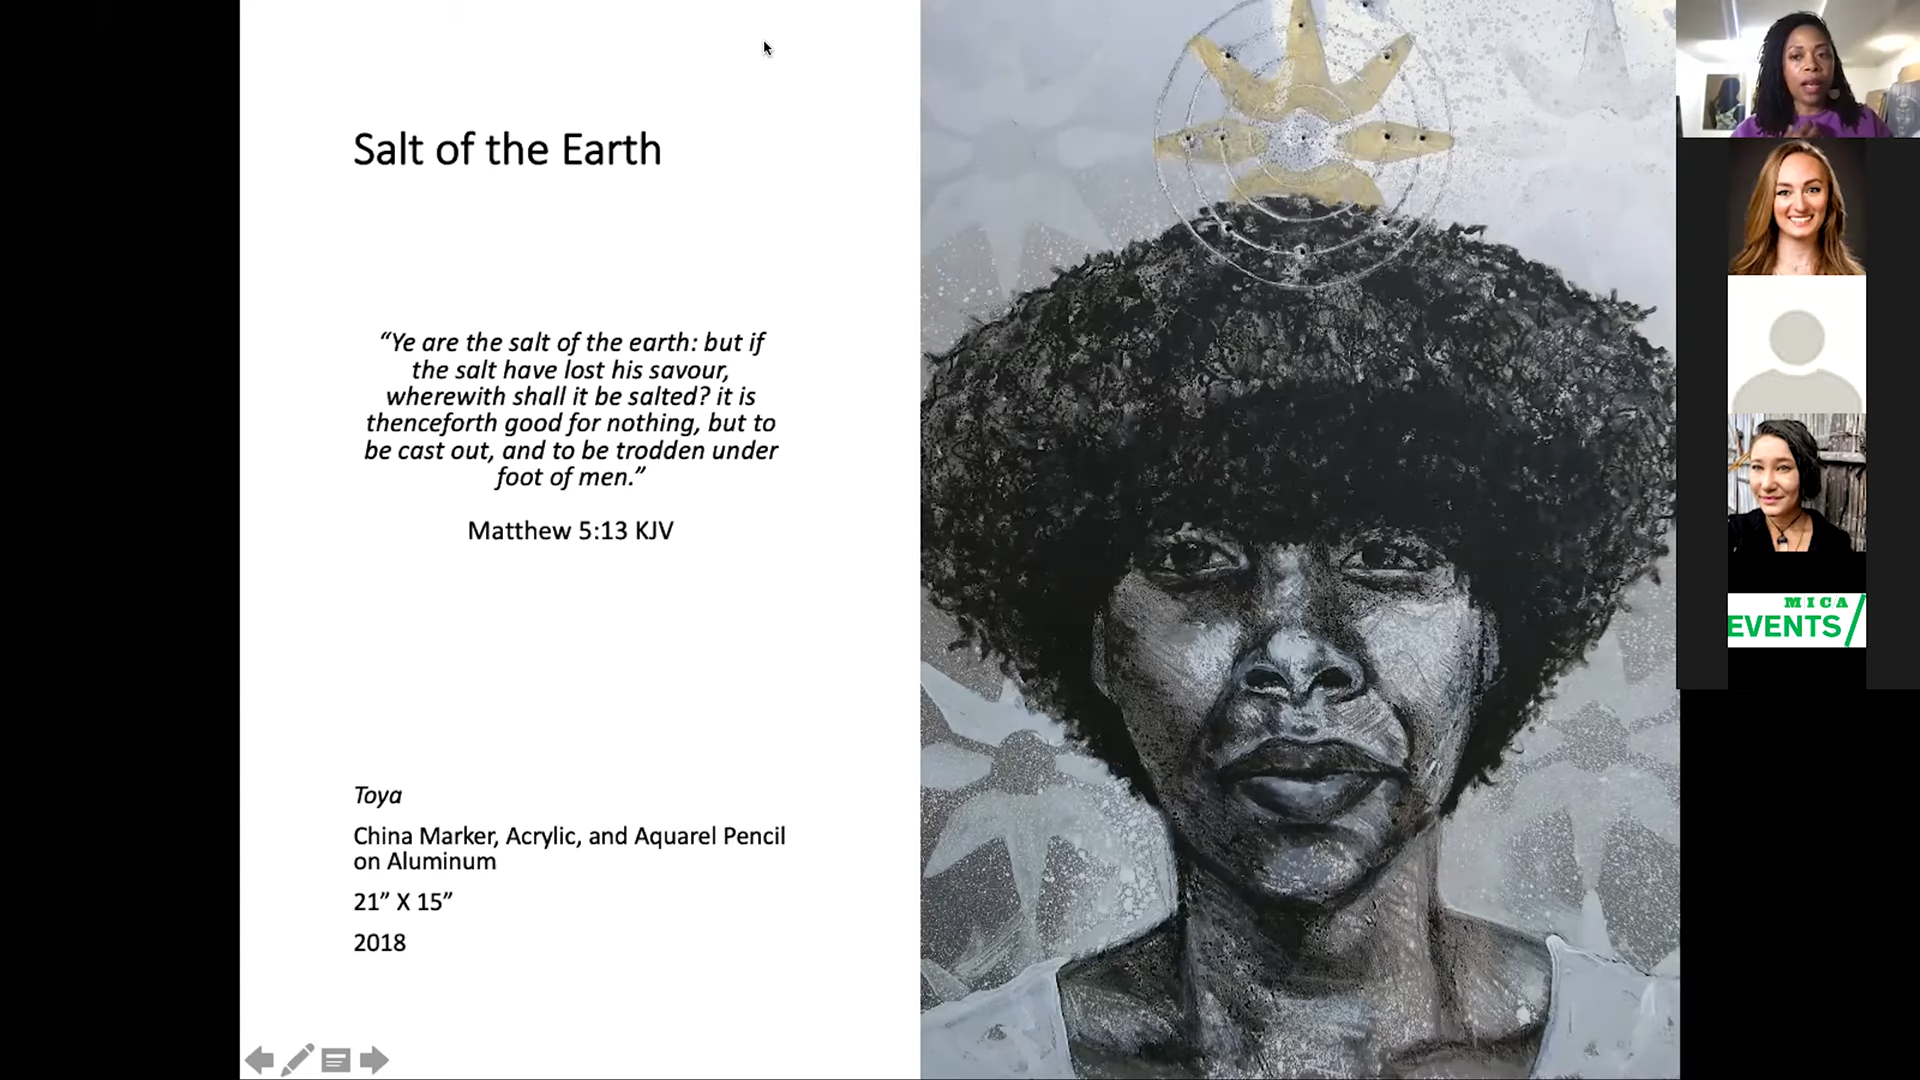 Salt of the Earth
“Ye are the salt of the earth: but if
the salt have lost his savour,
wherewith shall it be salted? it is
thenceforth good for nothing, but to
be cast out, and to be trodden under
foot of men.”
Matthew 5:13 KJV
Toya
China Marker, Acrylic, and Aquarel Pencil
on Aluminum
21” X 15”
2018
MICA
EVENTS/